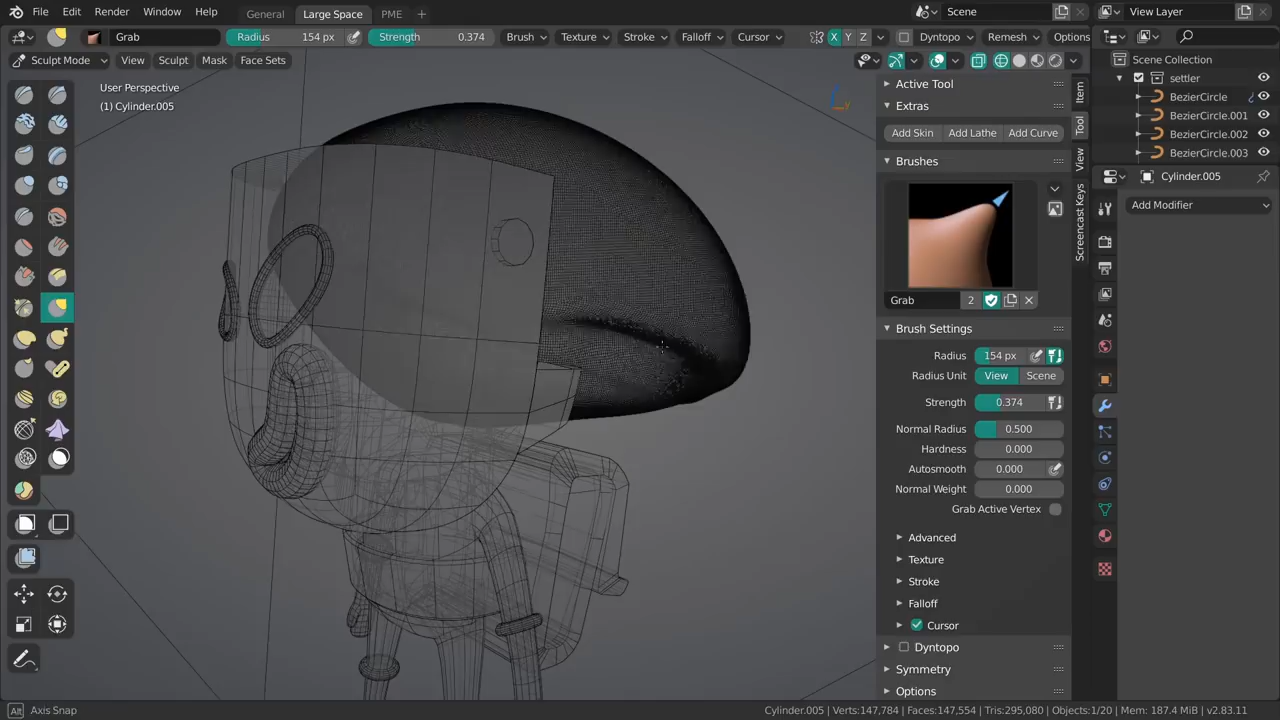 File Edit Render Window Help General Large Space PME + Scene View Layer
Grab Radius 154 px Strength 0.374 Brush Texture Stroke Falloff Cursor X Y Z Dyntopo Remesh Options
Sculpt Mode View Sculpt Mask Face Sets
User Perspective
(1) Cylinder.005
Active Tool
Extras
Add Skin Add Lathe Add Curve
Brushes
Grab 2
Brush Settings
Radius 154 px
Radius Unit View Scene
Strength 0.374
Normal Radius 0.500
Hardness 0.000
Autosmooth 0.000
Normal Weight 0.000
Grab Active Vertex
Advanced
Texture
Stroke
Falloff
Cursor
Dyntopo
Symmetry
Options
Item
Tool
View
Screencast Keys
Scene Collection
settler
BezierCircle
BezierCircle.001
BezierCircle.002
BezierCircle.003
Cylinder.005
Add Modifier
Alt Axis Snap
Cylinder.005 | Verts:147,784 | Faces:147,554 | Tris:295,080 | Objects:1/20 | Mem: 187.4 MiB | v2.83.11